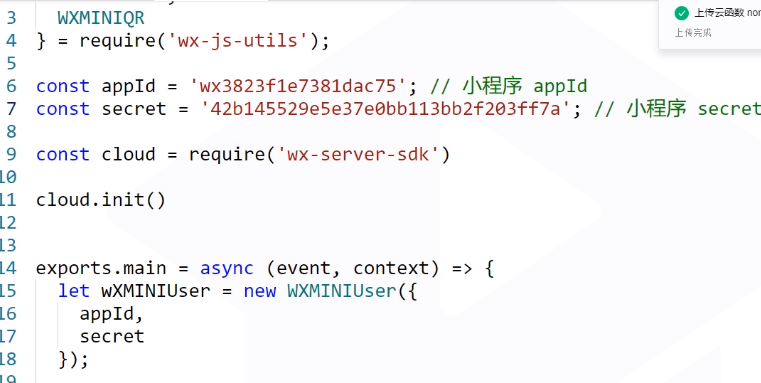 3 WXMINIQR
4 } = require('wx-js-utils');
5
6 const appId = 'wx3823f1e7381dac75'; // 小程序 appId
7 const secret = '42b145529e5e37e0bb113bb2f203ff7a'; // 小程序 secret
8
9 const cloud = require('wx-server-sdk')
10
11 cloud.init()
12
13
14 exports.main = async (event, context) => {
15 let wXMINIUser = new WXMINIUser({
16 appId,
17 secret
18 });
19
上传云函数 nor
上传完成